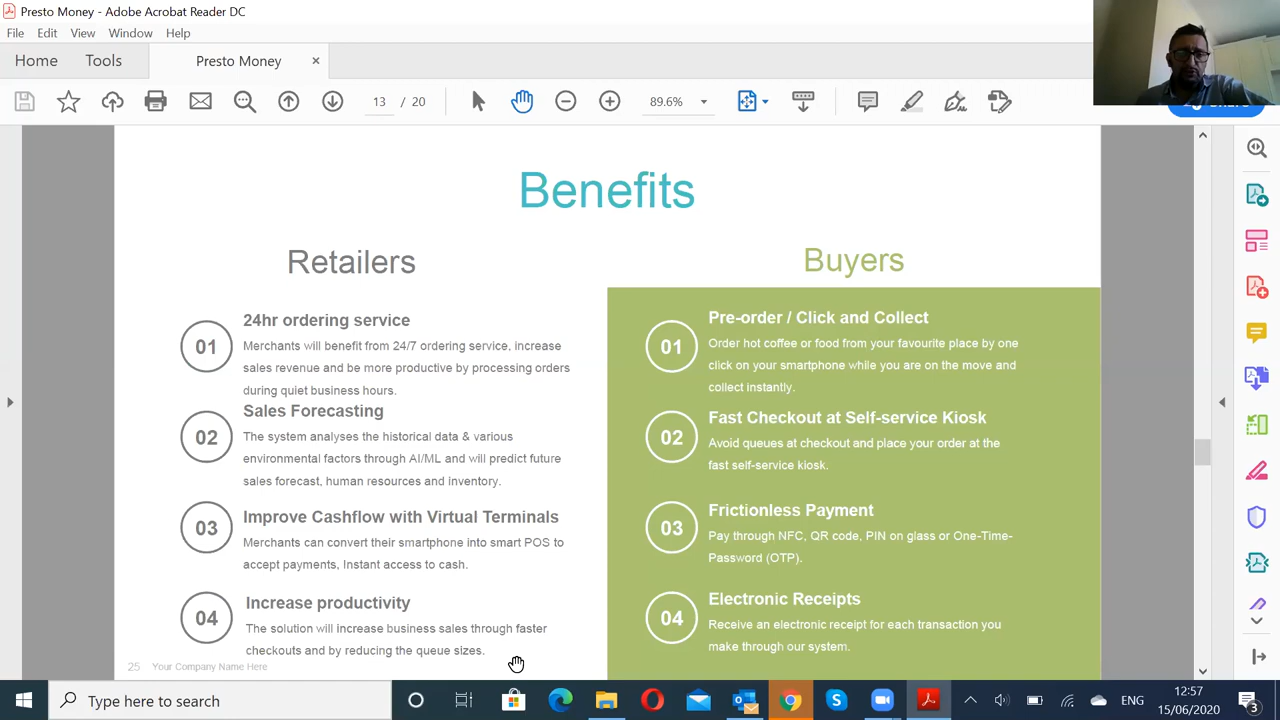 Presto Money - Adobe Acrobat Reader DC
File Edit View Window Help
Home Tools Presto Money ×
13 / 20 89.6%
Benefits
Retailers
01
24hr ordering service
Merchants will benefit from 24/7 ordering service, increase
sales revenue and be more productive by processing orders
during quiet business hours.
02
Sales Forecasting
The system analyses the historical data & various
environmental factors through AI/ML and will predict future
sales forecast, human resources and inventory.
03
Improve Cashflow with Virtual Terminals
Merchants can convert their smartphone into smart POS to
accept payments, Instant access to cash.
04
Increase productivity
The solution will increase business sales through faster
checkouts and by reducing the queue sizes.
25 Your Company Name Here
Buyers
01
Pre-order / Click and Collect
Order hot coffee or food from your favourite place by one
click on your smartphone while you are on the move and
collect instantly.
02
Fast Checkout at Self-service Kiosk
Avoid queues at checkout and place your order at the
fast self-service kiosk.
03
Frictionless Payment
Pay through NFC, QR code, PIN on glass or One-Time-
Password (OTP).
04
Electronic Receipts
Receive an electronic receipt for each transaction you
make through our system.
Type here to search
ENG
12:57
15/06/2020
3